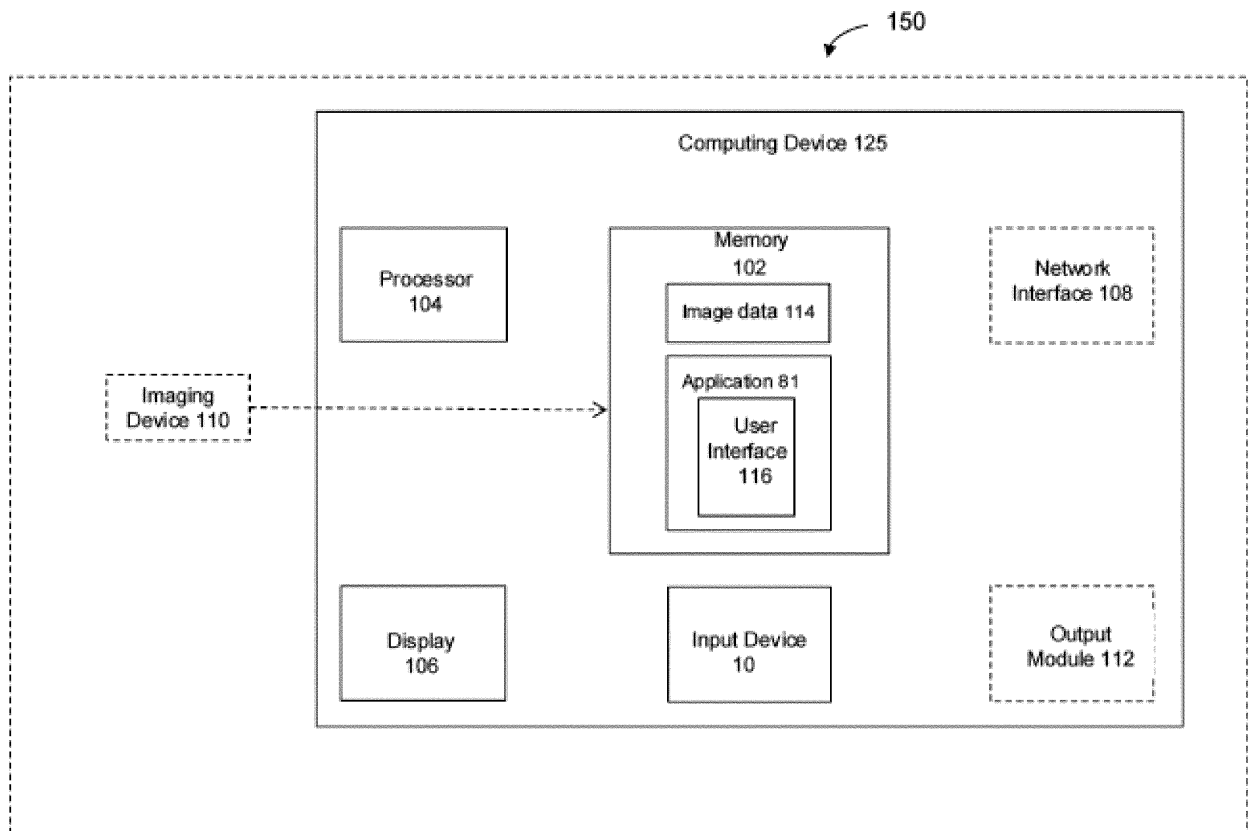 150
Computing Device 125
Processor
104
Memory
102
Image data 114
Application 81
User
Interface
116
Network
Interface 108
Imaging
Device 110
Display
106
Input Device
10
Output
Module 112